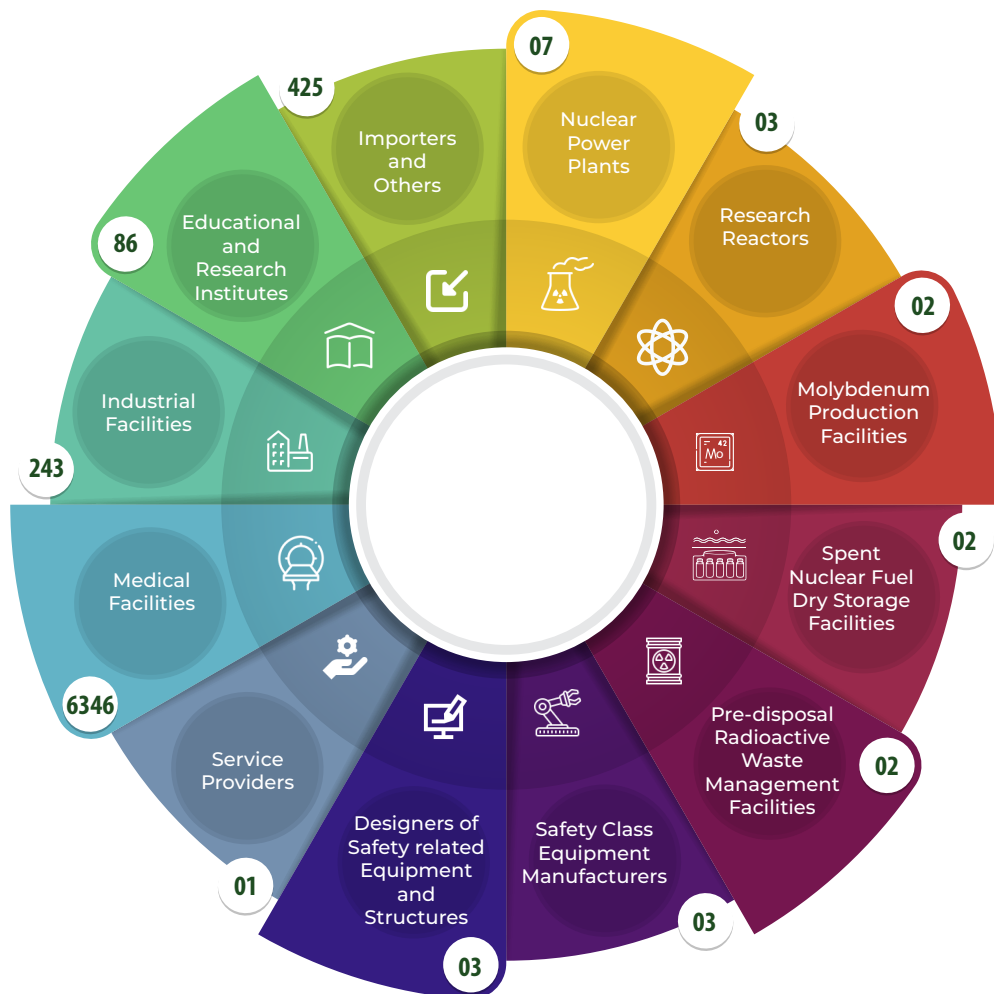 07
Nuclear
Power
Plants
03
Research
Reactors
02
Molybdenum
Production
Facilities
42
Mo
02
Spent
Nuclear Fuel
Dry Storage
Facilities
02
Pre-disposal
Radioactive
Waste
Management
Facilities
03
Safety Class
Equipment
Manufacturers
03
Designers of
Safety related
Equipment
and
Structures
01
Service
Providers
6346
Medical
Facilities
243
Industrial
Facilities
86
Educational
and
Research
Institutes
425
Importers
and
Others